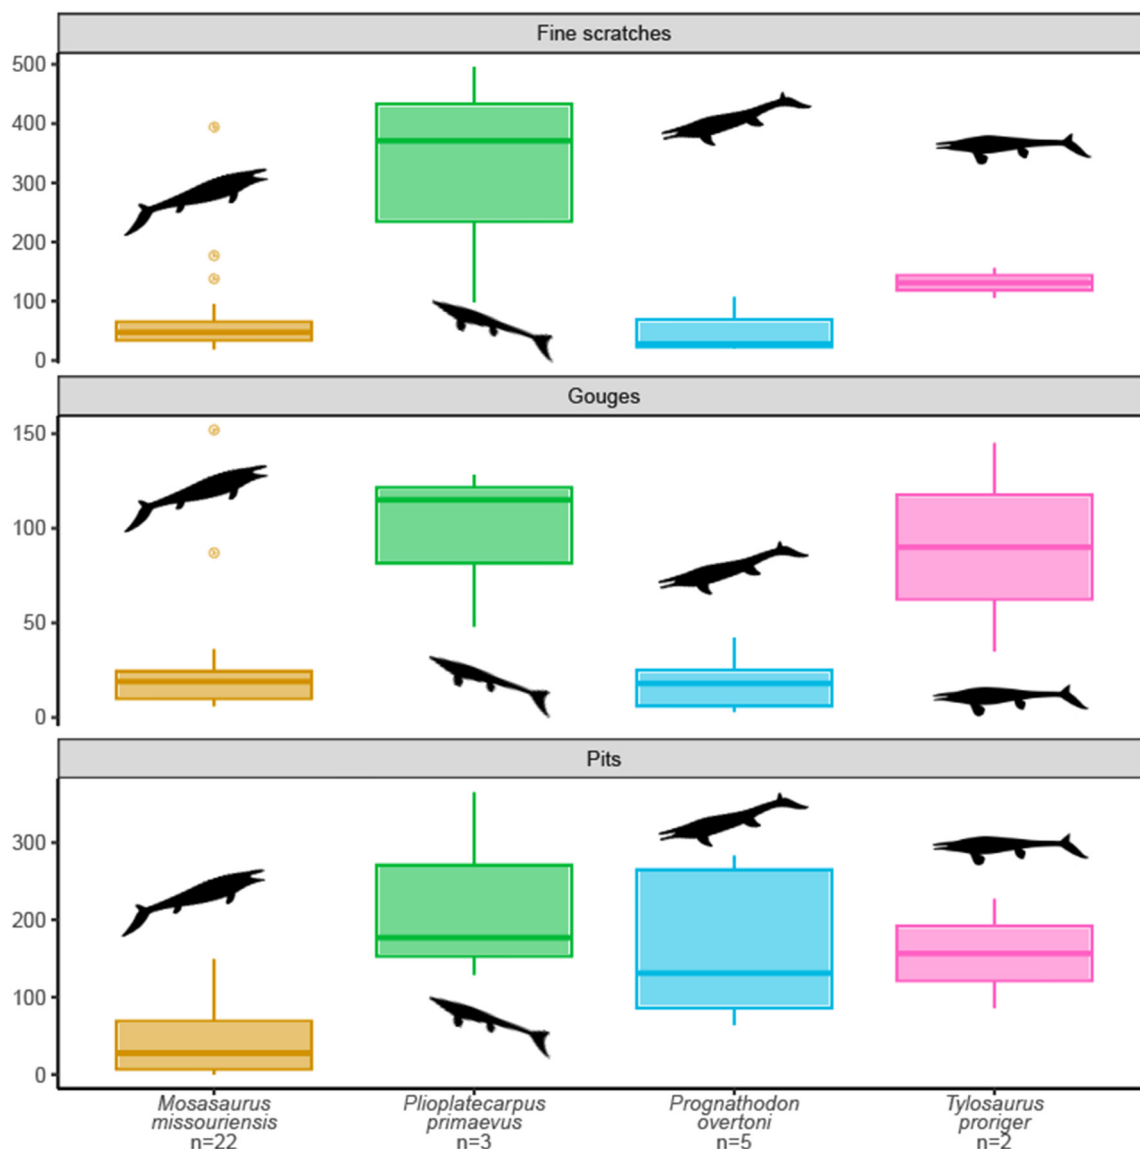 Fine scratches
500
400
300
200
100
0
Gouges
150
100
50
0
Pits
300
200
100
0
Mosasaurus missouriensis n=22
Plioplatecarpus primaevus n=3
Prognathodon overtoni n=5
Tylosaurus proriger n=2